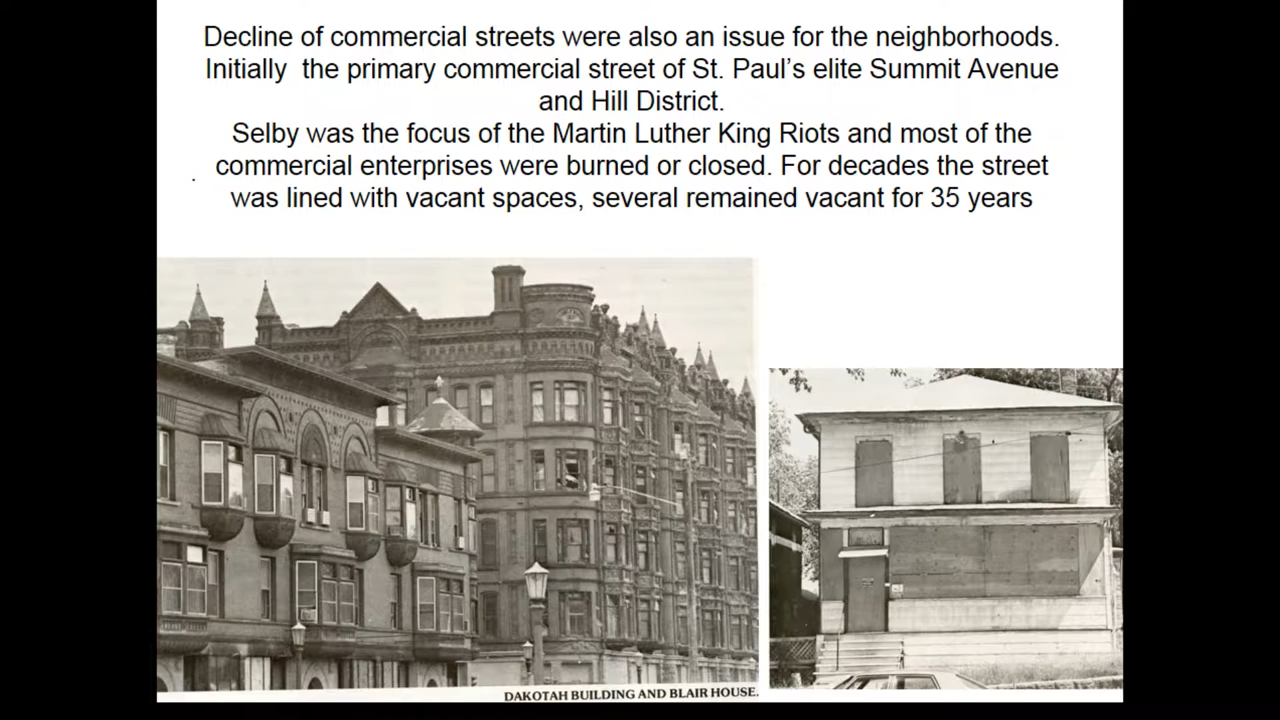 Decline of commercial streets were also an issue for the neighborhoods.
Initially the primary commercial street of St. Paul's elite Summit Avenue
and Hill District.
Selby was the focus of the Martin Luther King Riots and most of the
commercial enterprises were burned or closed. For decades the street
was lined with vacant spaces, several remained vacant for 35 years
DAKOTAH BUILDING AND BLAIR HOUSE.